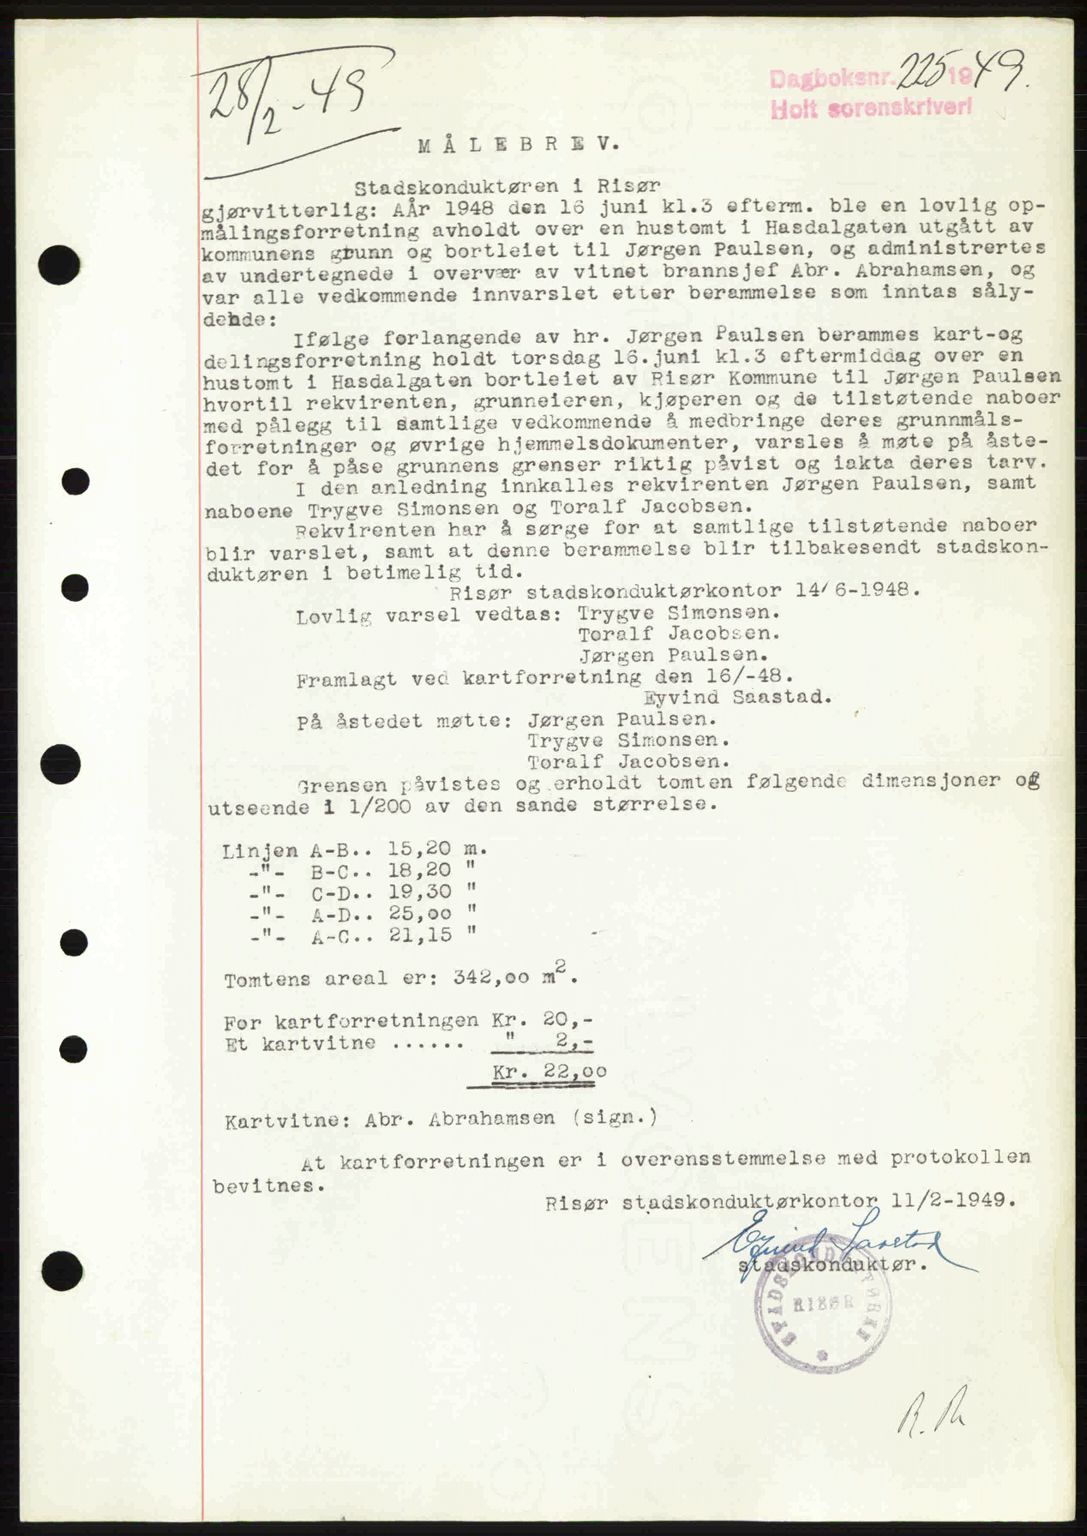 28/2 - 49
Dagboksnr. 225 1949.
Holt sorenskriveri
MÅLEBREV.
Stadskonduktøren i Risør
gjørvitterlig: AÅr 1948 den 16 juni kl.3 efterm. ble en lovlig op-
målingsforretning avholdt over en hustomt i Hasdalgaten utgått av
kommunens grunn og bortleiet til Jørgen Paulsen, og administrertes
av undertegnede i overvær av vitnet brannsjef Abr. Abrahamsen, og
var alle vedkommende innvarslet etter berammelse som inntas såly-
dende:
Ifølge forlangende av hr. Jørgen Paulsen berammes kart-og
delingsforretning holdt torsdag 16.juni kl.3 eftermiddag over en
hustomt i Hasdalgaten bortleiet av Risør Kommune til Jørgen Paulsen
hvortil rekvirenten, grunneieren, kjøperen og de tilstøtende naboer
med pålegg til samtlige vedkommende å medbringe deres grunnmåls-
forretninger og øvrige hjemmelsdokumenter, varsles å møte på åste-
det for å påse grunnens grenser riktig påvist og iakta deres tarv.
I den anledning innkalles rekvirenten Jørgen Paulsen, samt
naboene Trygve Simonsen og Toralf Jacobsen.
Rekvirenten har å sørge for at samtlige tilstøtende naboer
blir varslet, samt at denne berammelse blir tilbakesendt stadskon-
duktøren i betimelig tid.
Risør stadskonduktørkontor 14/6-1948.
Lovlig varsel vedtas: Trygve Simonsen.
Toralf Jacobsen.
Jørgen Paulsen.
Framlagt ved kartforretning den 16/-48.
Eyvind Saastad.
På åstedet møtte: Jørgen Paulsen.
Trygve Simonsen.
Toralf Jacobsen.
Grensen påvistes og erholdt tomten følgende dimensjoner og
utseende i 1/200 av den sande størrelse.
Linjen A-B.. 15,20 m.
-"- B-C.. 18,20 "
-"- C-D.. 19,30 "
-"- A-D.. 25,00 "
-"- A-C.. 21,15 "
Tomtens areal er: 342,00 m2.
For kartforretningen Kr. 20,-
Et kartvitne ...... " 2,-
Kr. 22,00
Kartvitne: Abr. Abrahamsen (sign.)
At kartforretningen er i overensstemmelse med protokollen
bevitnes.
Risør stadskonduktørkontor 11/2-1949.
Eyvind Saastad
stadskonduktør.
STADSKONDUKTØREN
RISØR
R. R